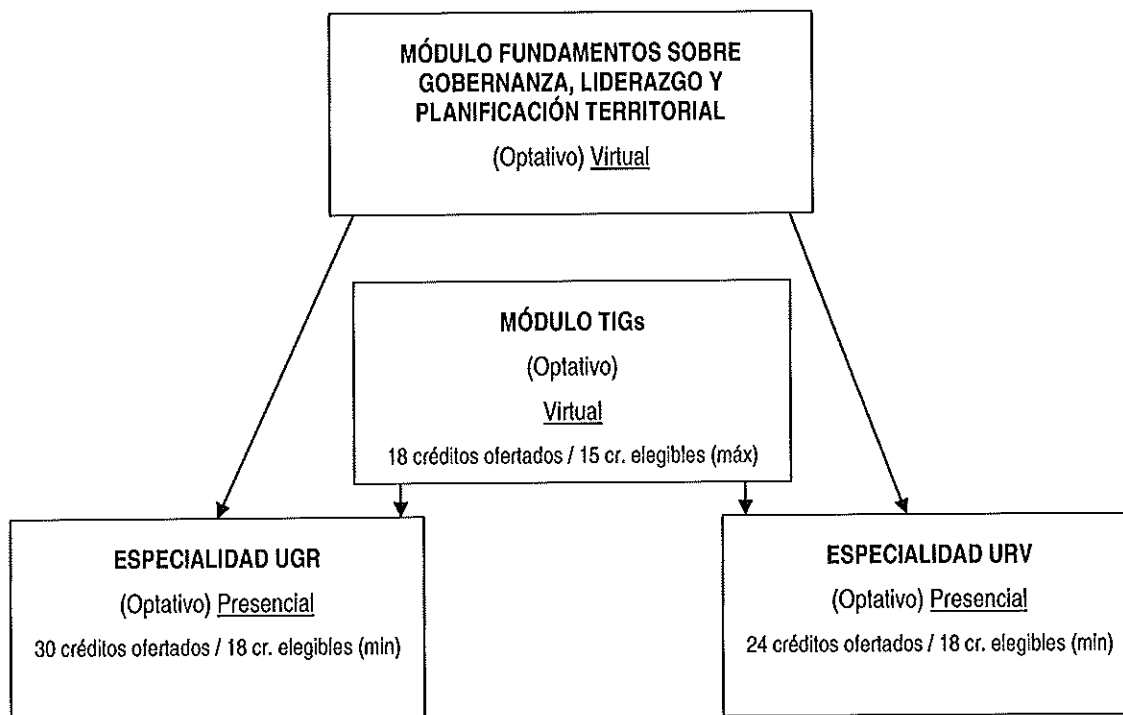 MÓDULO FUNDAMENTOS SOBRE
GOBERNANZA, LIDERAZGO Y
PLANIFICACIÓN TERRITORIAL
(Optativo) Virtual
MÓDULO TIGs
(Optativo)
Virtual
18 créditos ofertados / 15 cr. elegibles (máx)
ESPECIALIDAD UGR
(Optativo) Presencial
30 créditos ofertados / 18 cr. elegibles (min)
ESPECIALIDAD URV
(Optativo) Presencial
24 créditos ofertados / 18 cr. elegibles (min)